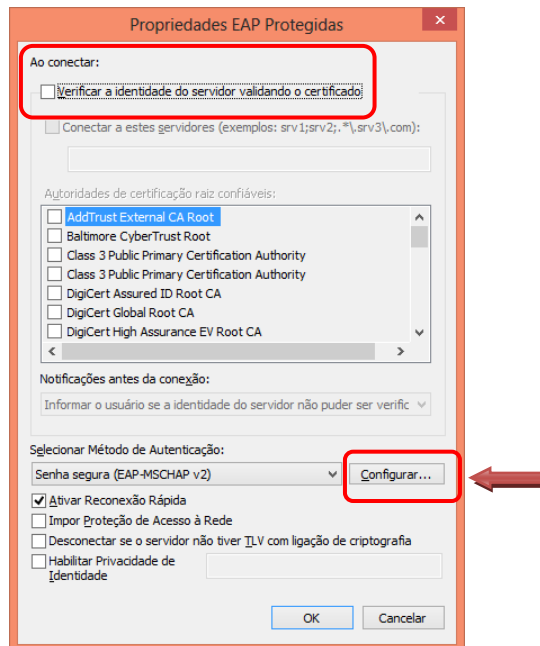 Propriedades EAP Protegidas
x
Ao conectar:
Verificar a identidade do servidor validando o certificado
Conectar a estes servidores (exemplos: srv1;srv2;.*\.srv3\.com):
Autoridades de certificação raiz confiáveis:
AddTrust External CA Root
Baltimore CyberTrust Root
Class 3 Public Primary Certification Authority
Class 3 Public Primary Certification Authority
DigiCert Assured ID Root CA
DigiCert Global Root CA
DigiCert High Assurance EV Root CA
Notificações antes da conexão:
Informar o usuário se a identidade do servidor não puder ser verific
Selecionar Método de Autenticação:
Senha segura (EAP-MSCHAP v2)
Configurar...
Ativar Reconexão Rápida
Impor Proteção de Acesso à Rede
Desconectar se o servidor não tiver TLV com ligação de criptografia
Habilitar Privacidade de
Identidade
OK
Cancelar